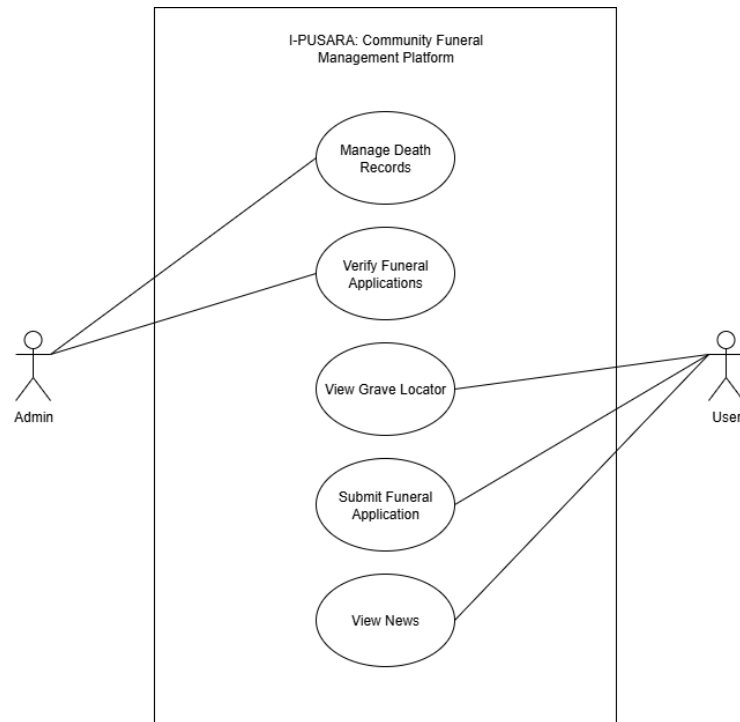 I-PUSARA: Community Funeral
Management Platform
Manage Death
Records
Verify Funeral
Applications
View Grave Locator
Admin
User
Submit Funeral
Application
View News